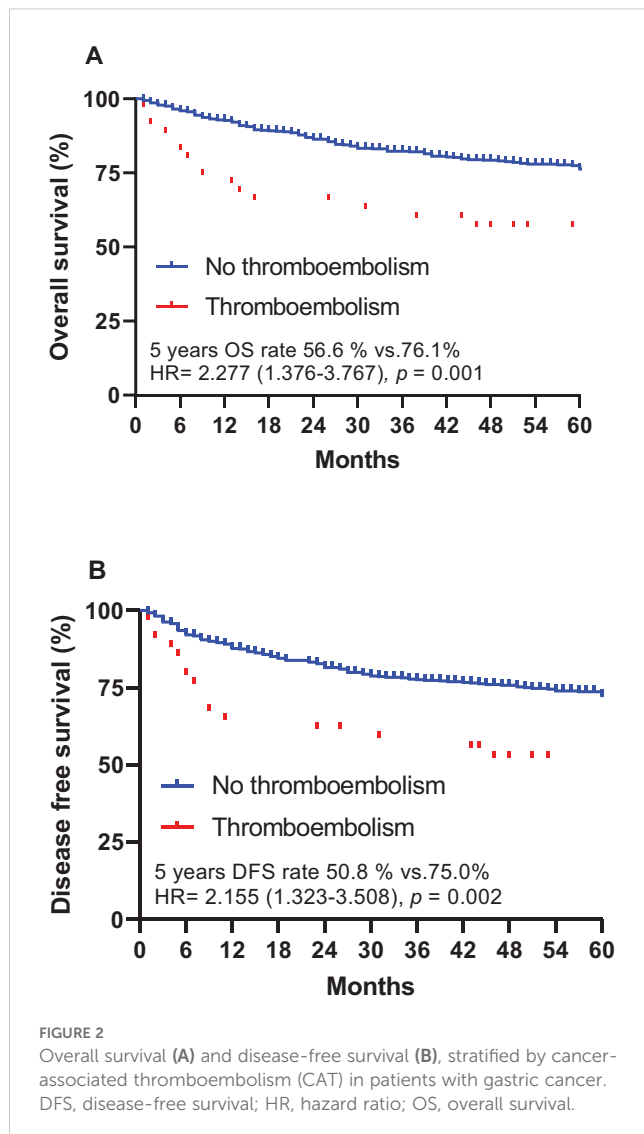 A
Overall survival (%)
100
75
50
25
0
No thromboembolism
Thromboembolism
5 years OS rate 56.6 % vs.76.1%
HR= 2.277 (1.376-3.767), p = 0.001
0 6 12 18 24 30 36 42 48 54 60
Months
B
Disease free survival (%)
100
75
50
25
0
No thromboembolism
Thromboembolism
5 years DFS rate 50.8 % vs.75.0%
HR= 2.155 (1.323-3.508), p = 0.002
0 6 12 18 24 30 36 42 48 54 60
Months
FIGURE 2
Overall survival (A) and disease-free survival (B), stratified by cancer-
associated thromboembolism (CAT) in patients with gastric cancer.
DFS, disease-free survival; HR, hazard ratio; OS, overall survival.